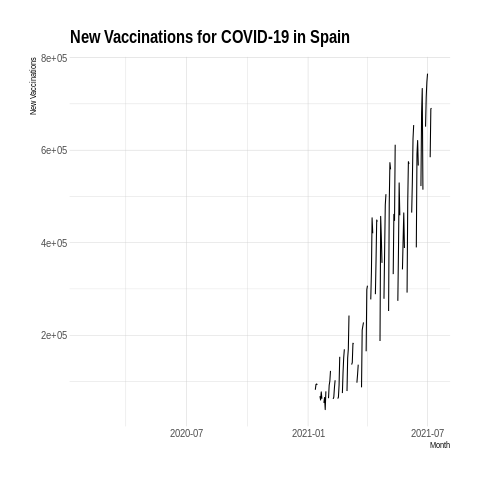 New Vaccinations for COVID-19 in Spain
New Vaccinations
8e+05
6e+05
4e+05
2e+05
2020-07
2021-01
2021-07
Month